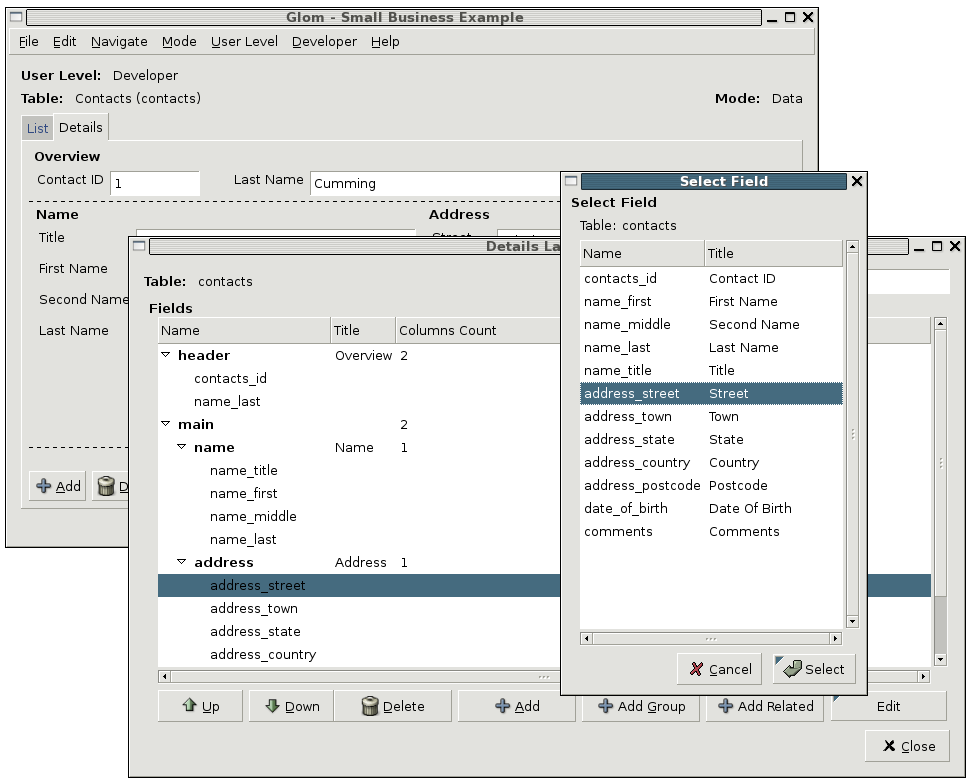 Glom - Small Business Example
File Edit Navigate Mode User Level Developer Help
User Level: Developer
Table: Contacts (contacts) Mode: Data
List Details
Overview
Contact ID 1 Last Name Cumming
Name Address
Title
First Name
Second Name
Last Name
Add
Details
Table: contacts
Fields
Name Title Columns Count
header Overview 2
contacts_id
name_last
main 2
name Name 1
name_title
name_first
name_middle
name_last
address Address 1
address_street
address_town
address_state
address_country
Up Down Delete Add Add Group Add Related Edit
Close
Select Field
Select Field
Table: contacts
Name Title
contacts_id Contact ID
name_first First Name
name_middle Second Name
name_last Last Name
name_title Title
address_street Street
address_town Town
address_state State
address_country Country
address_postcode Postcode
date_of_birth Date Of Birth
comments Comments
Cancel Select